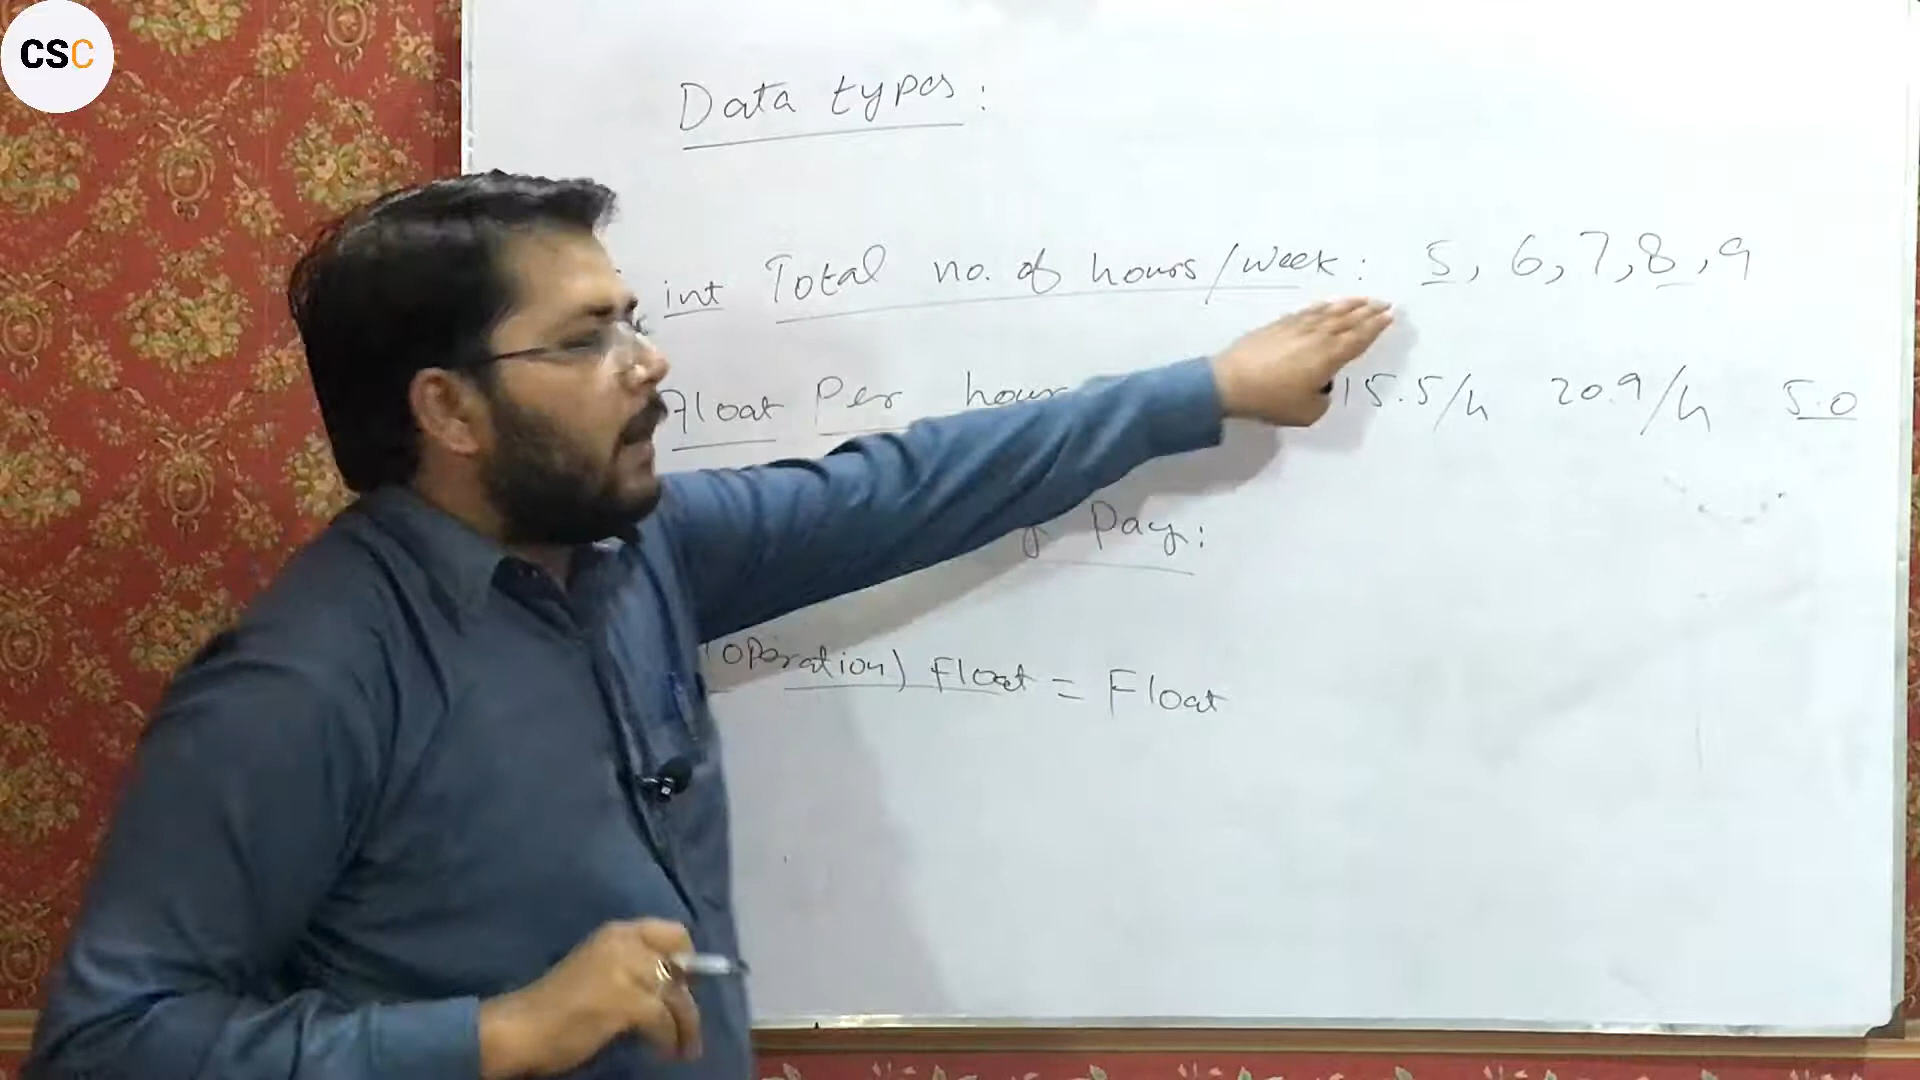 CSC
Data types:
int Total no. of hours/week: 5, 6, 7, 8, 9
Float Per hour 15.5/h 20.9/h 5.0
Pay:
(operation) Float = Float